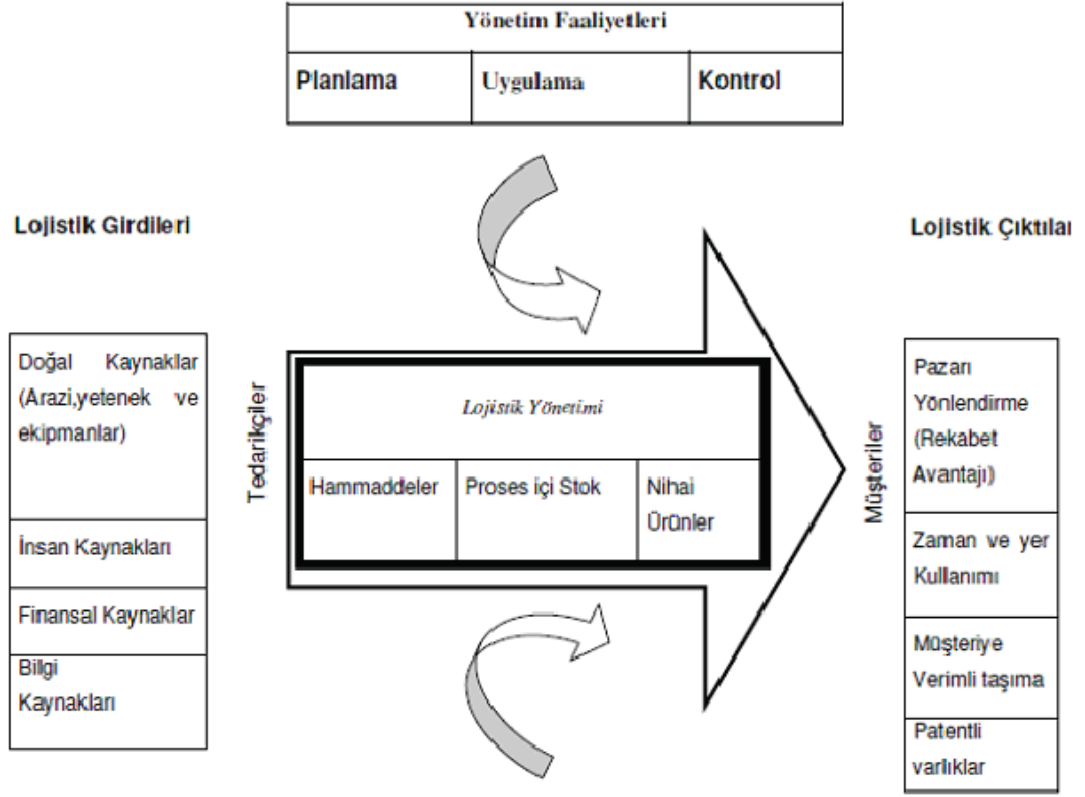 Yönetim Faaliyetleri
Planlama Uygulama Kontrol
Lojistik Girdileri
Lojistik Çıktılar
Doğal Kaynaklar
(Arazi,yetenek ve
ekipmanlar)
İnsan Kaynakları
Finansal Kaynaklar
Bilgi
Kaynakları
Tedarikçiler
Lojistik Yönetimi
Hammaddeler Proses içi Stok Nihai
Ürünler
Müşteriler
Pazarı
Yönlendirme
(Rekabet
Avantajı)
Zaman ve yer
Kullanımı
Müşteriye
Verimli taşıma
Patentli
varlıklar